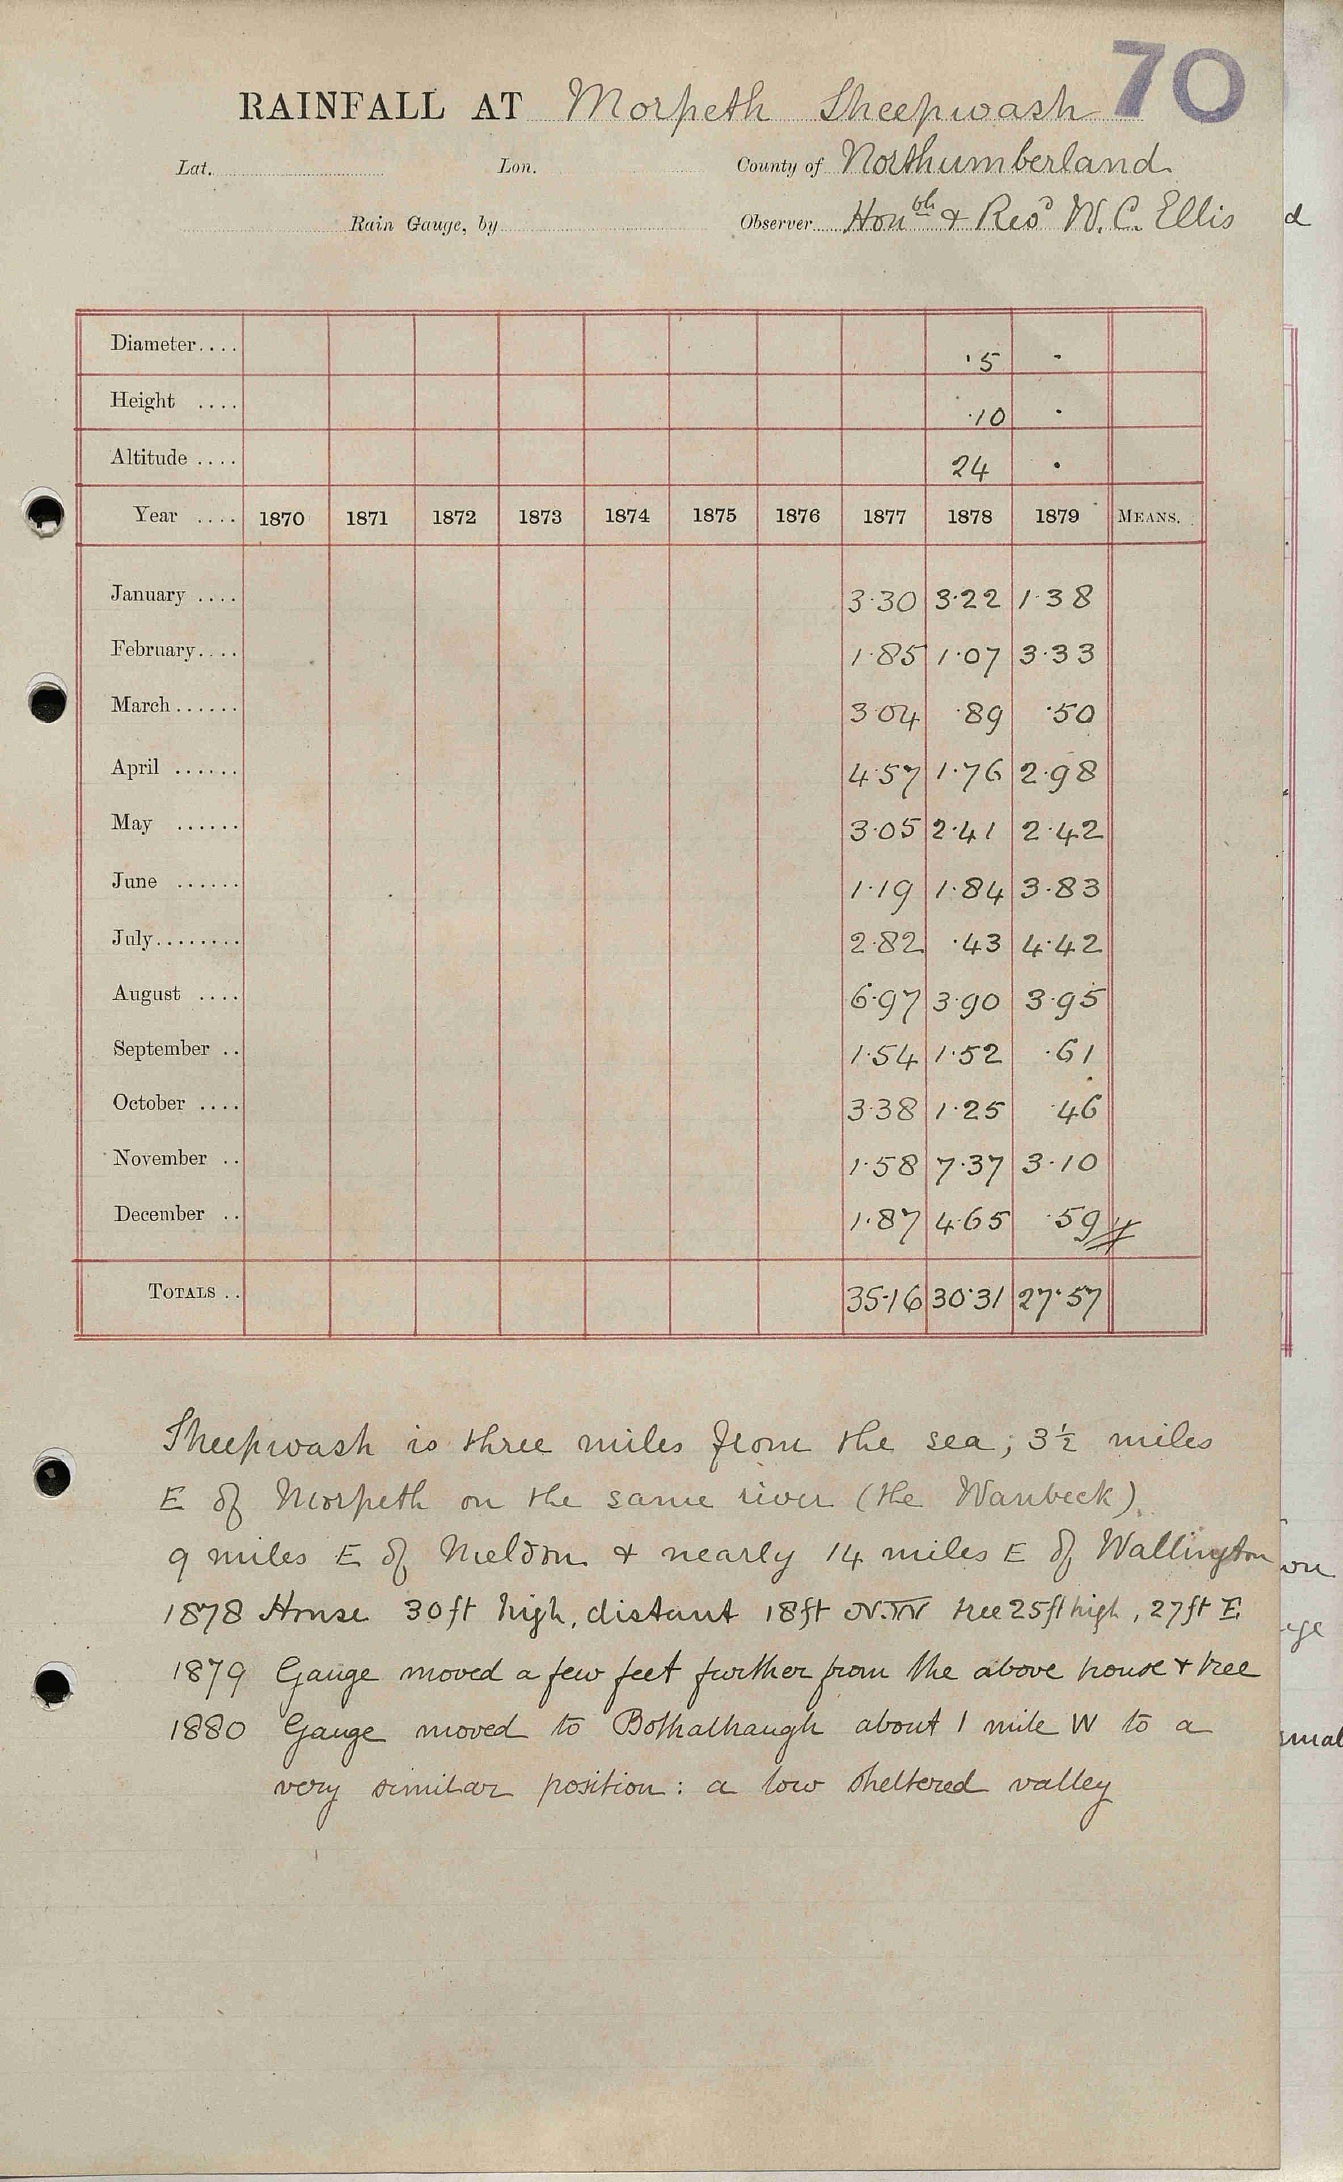 70
RAINFALL AT Morpeth Sheepwash
Lat. Lon. County of Northumberland
Rain Gauge, by Observer Honble & Revd W. C. Ellis
Diameter.... ·5 ·
Height .... ·10 ·
Altitude .... 24 ·
Year .... 1870 1871 1872 1873 1874 1875 1876 1877 1878 1879 MEANS.
January .... 3·30 3·22 1·38
February.... 1·85 1·07 3·33
March...... 3·04 ·89 ·50
April ...... 4·57 1·76 2·98
May ...... 3·05 2·41 2·42
June ...... 1·19 1·84 3·83
July........ 2·82 ·43 4·42
August .... 6·97 3·90 3·95
September .. 1·54 1·52 ·61
October .... 3·38 1·25 ·46
November .. 1·58 7·37 3·10
December .. 1·87 4·65 ·59
TOTALS .. 35·16 30·31 27·57
Sheepwash is three miles from the sea; 3½ miles
E of Morpeth on the same river (the Wanbeck).
9 miles E of Meldon & nearly 14 miles E of Wallington
1878 House 30ft high, distant 18ft N.W tree 25ft high, 27ft E
1879 Gauge moved a few feet further from the above house & tree
1880 Gauge moved to Bothalhaugh about 1 mile W to a
very similar position: a low sheltered valley